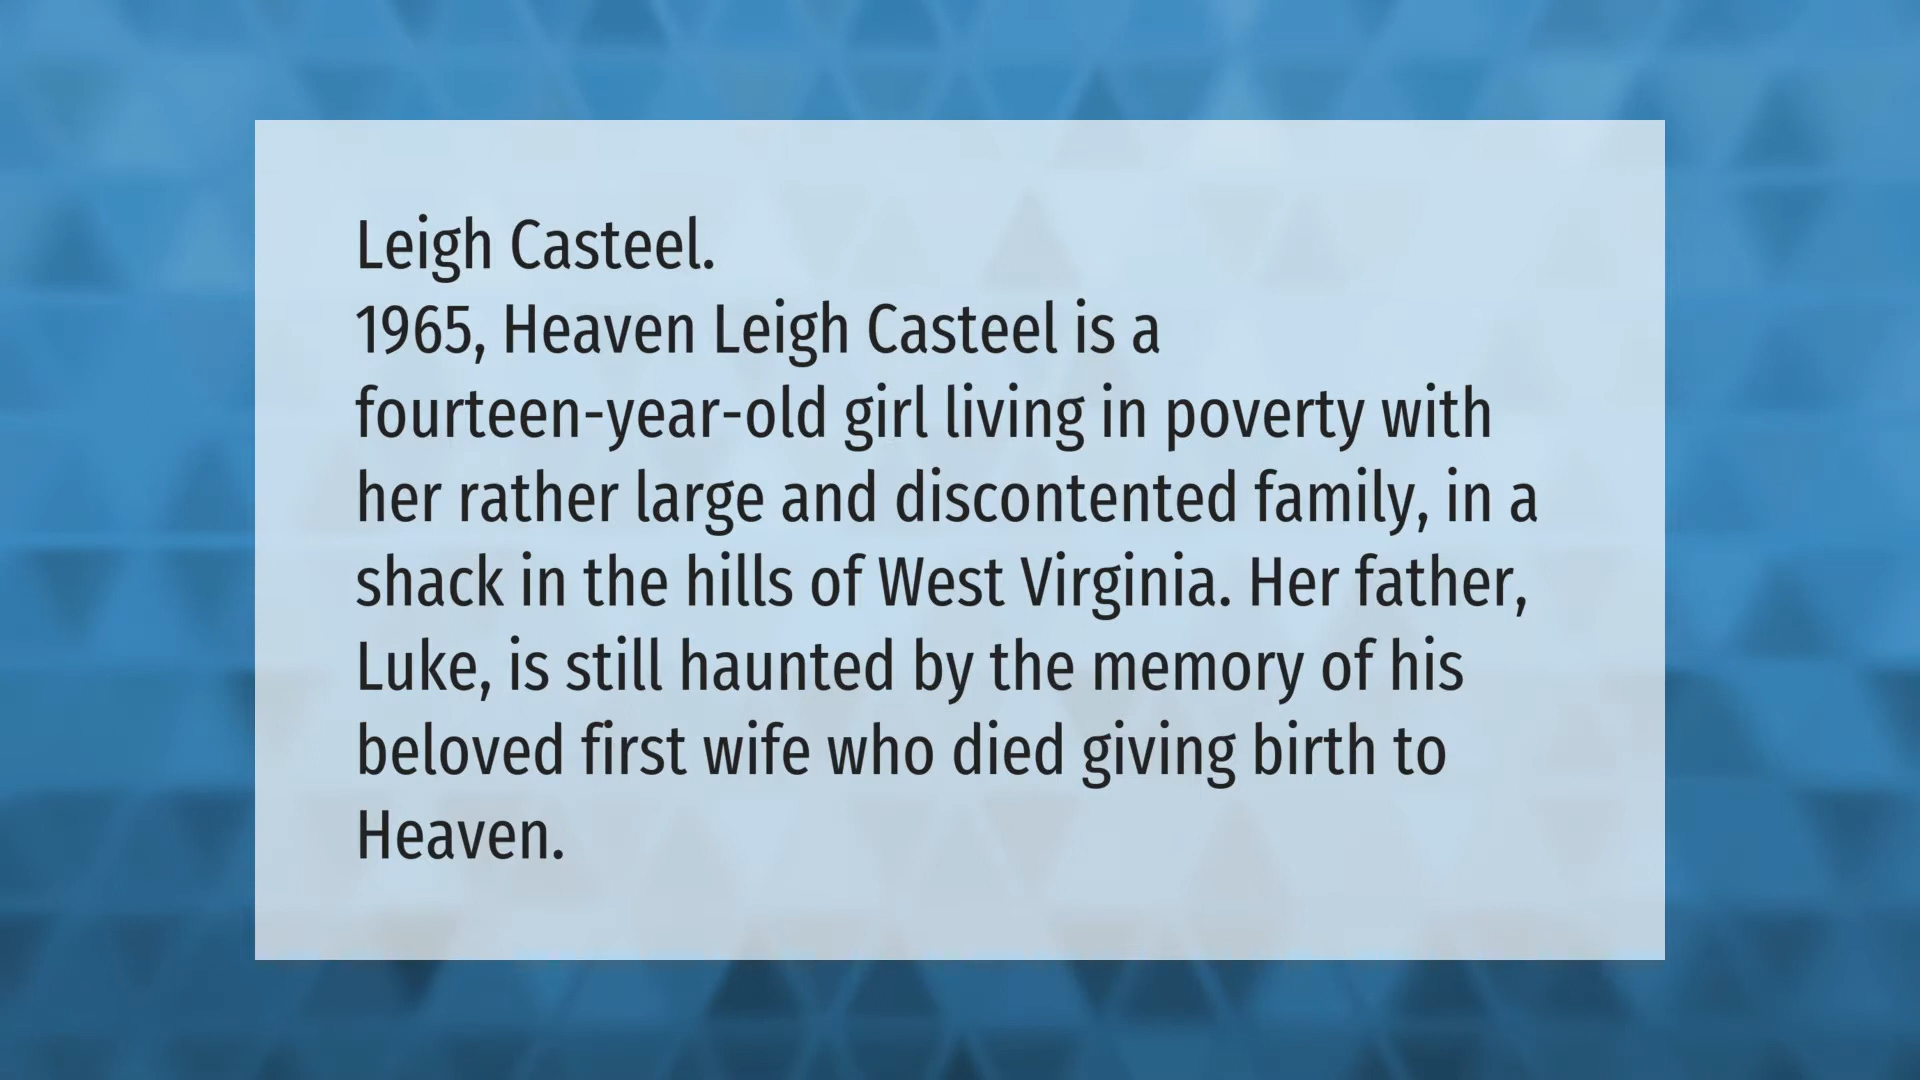 Leigh Casteel.
1965, Heaven Leigh Casteel is a
fourteen-year-old girl living in poverty with
her rather large and discontented family, in a
shack in the hills of West Virginia. Her father,
Luke, is still haunted by the memory of his
beloved first wife who died giving birth to
Heaven.